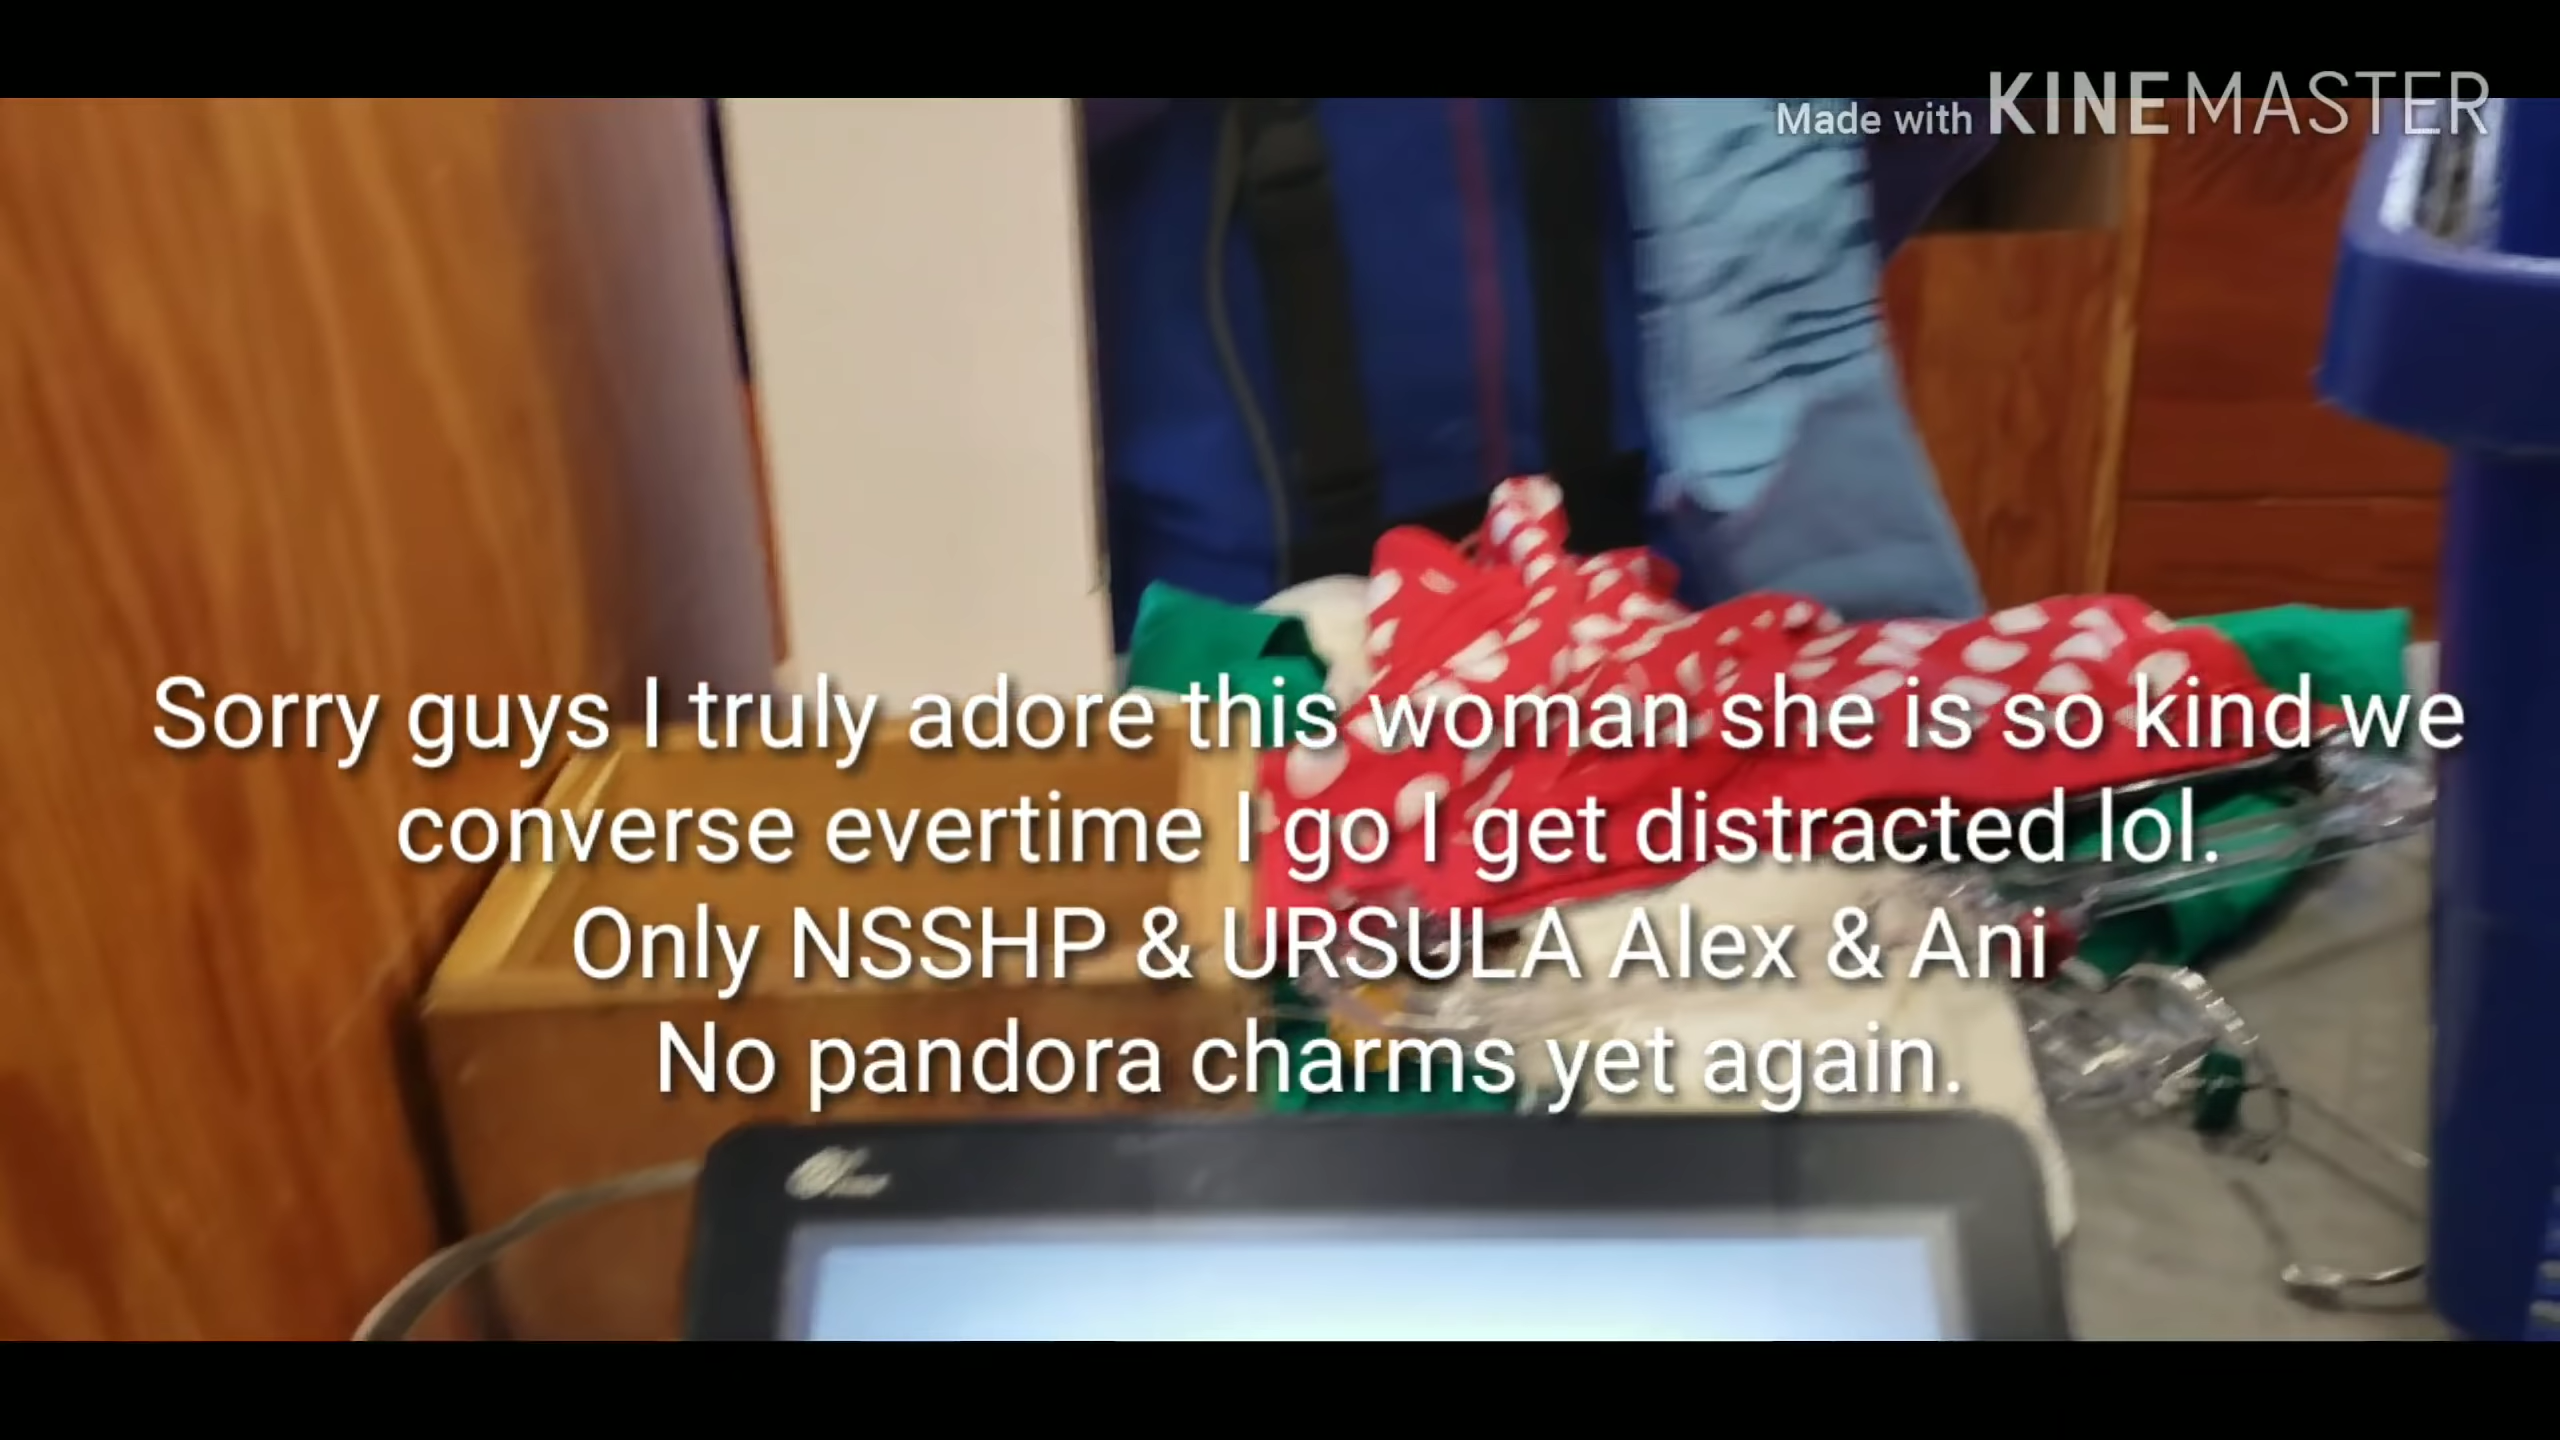 Made with KINEMASTER
Sorry guys I truly adore this woman she is so kind we
converse evertime I go I get distracted lol.
Only NSSHP & URSULA Alex & Ani
No pandora charms yet again.